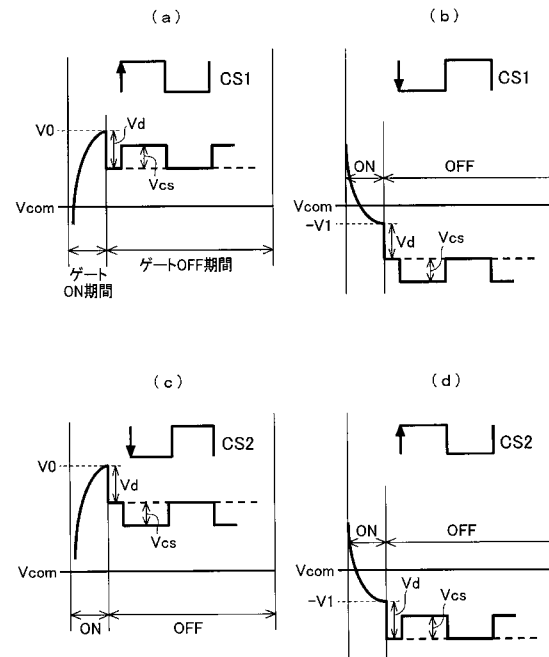 (a)
CS1
V0
Vd
Vcs
Vcom
ゲート
ON期間
ゲートOFF期間
(b)
CS1
ON
OFF
Vcom
-V1
Vd
Vcs
(c)
CS2
V0
Vd
Vcs
Vcom
ON
OFF
(d)
CS2
ON
OFF
Vcom
-V1
Vd
Vcs